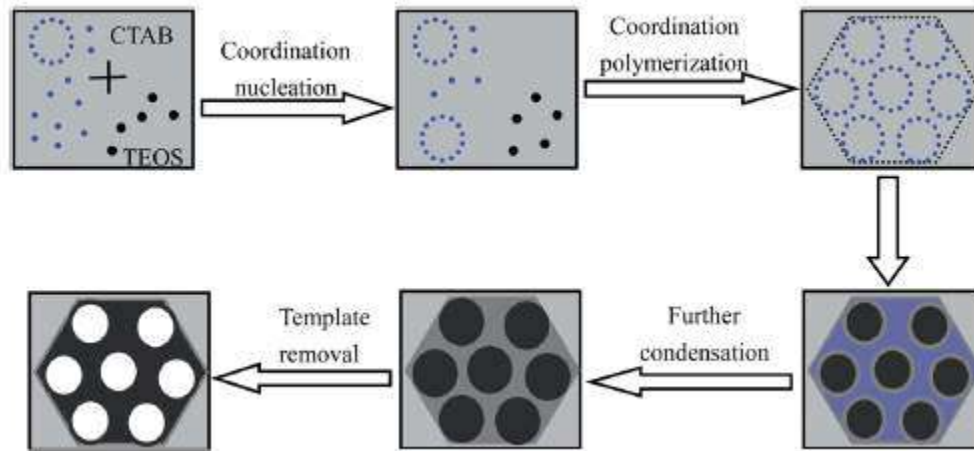 CTAB
TEOS
Coordination
nucleation
Coordination
polymerization
Further
condensation
Template
removal